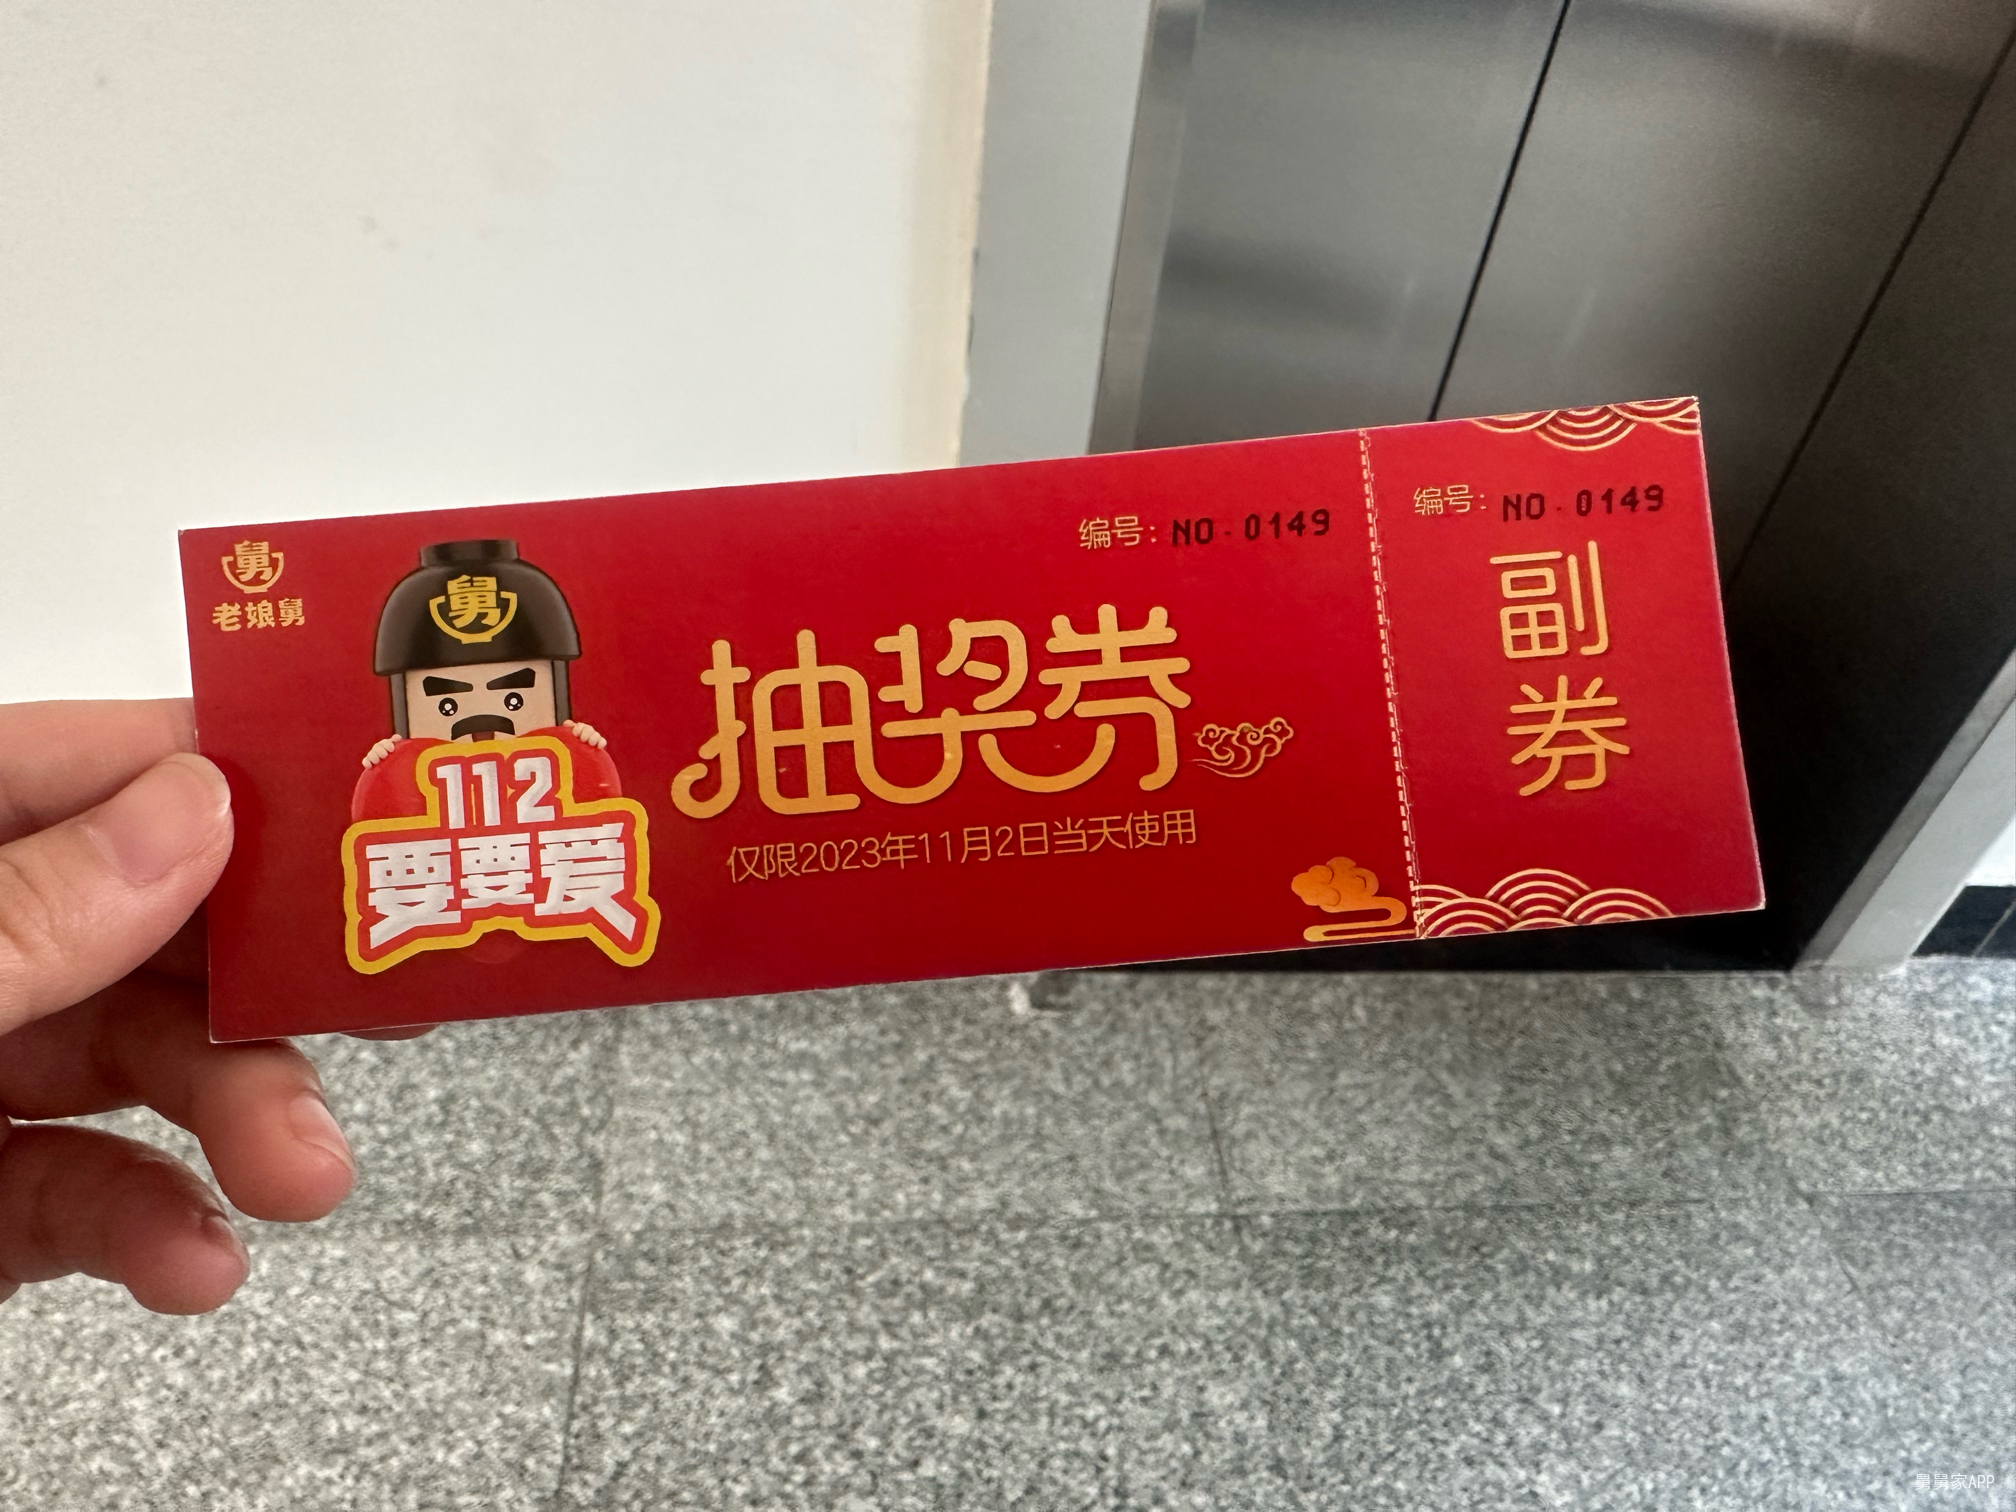 舅
老娘舅
舅
112
要要爱
编号：NO.0149
抽奖券
仅限2023年11月2日当天使用
编号：NO.0149
副券
舅舅家APP